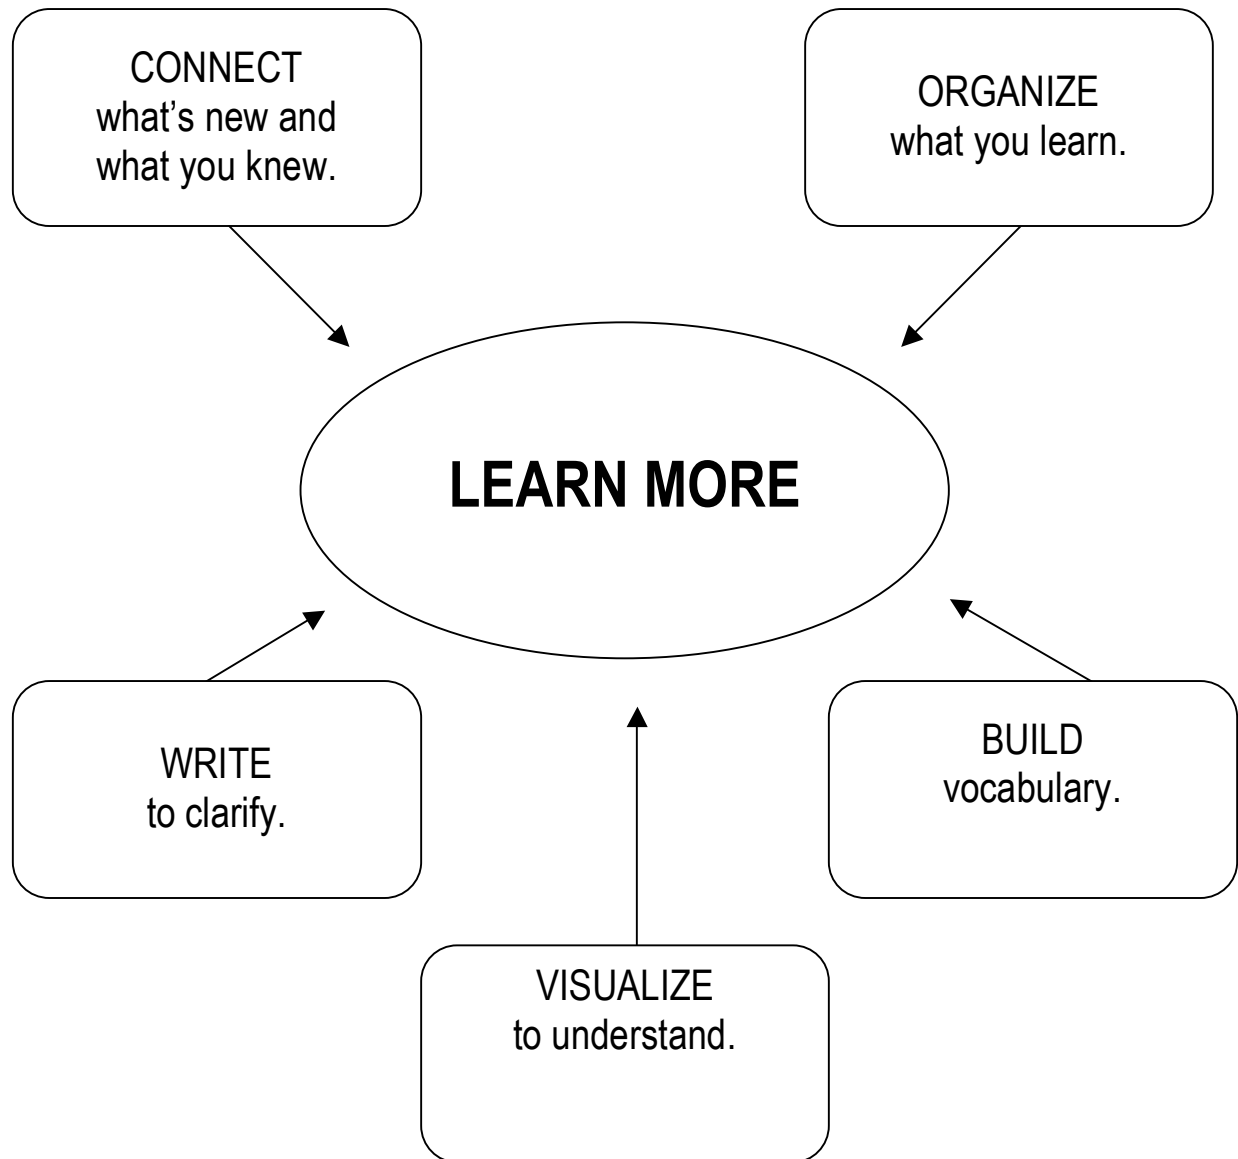 CONNECT
what's new and
what you knew.
ORGANIZE
what you learn.
LEARN MORE
WRITE
to clarify.
BUILD
vocabulary.
VISUALIZE
to understand.